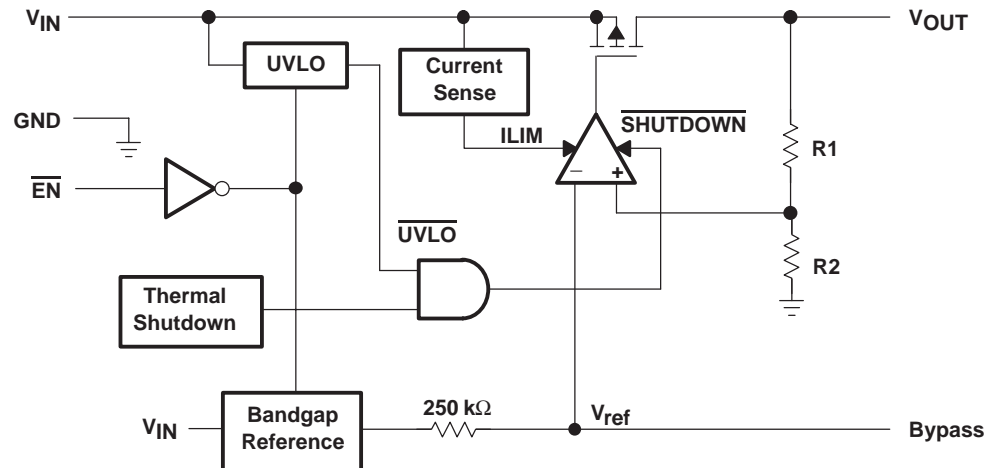 VIN
VOUT
UVLO
Current
Sense
GND
ILIM
SHUTDOWN
R1
EN
− +
UVLO
R2
Thermal
Shutdown
250 kΩ
Vref
VIN
Bandgap
Reference
Bypass